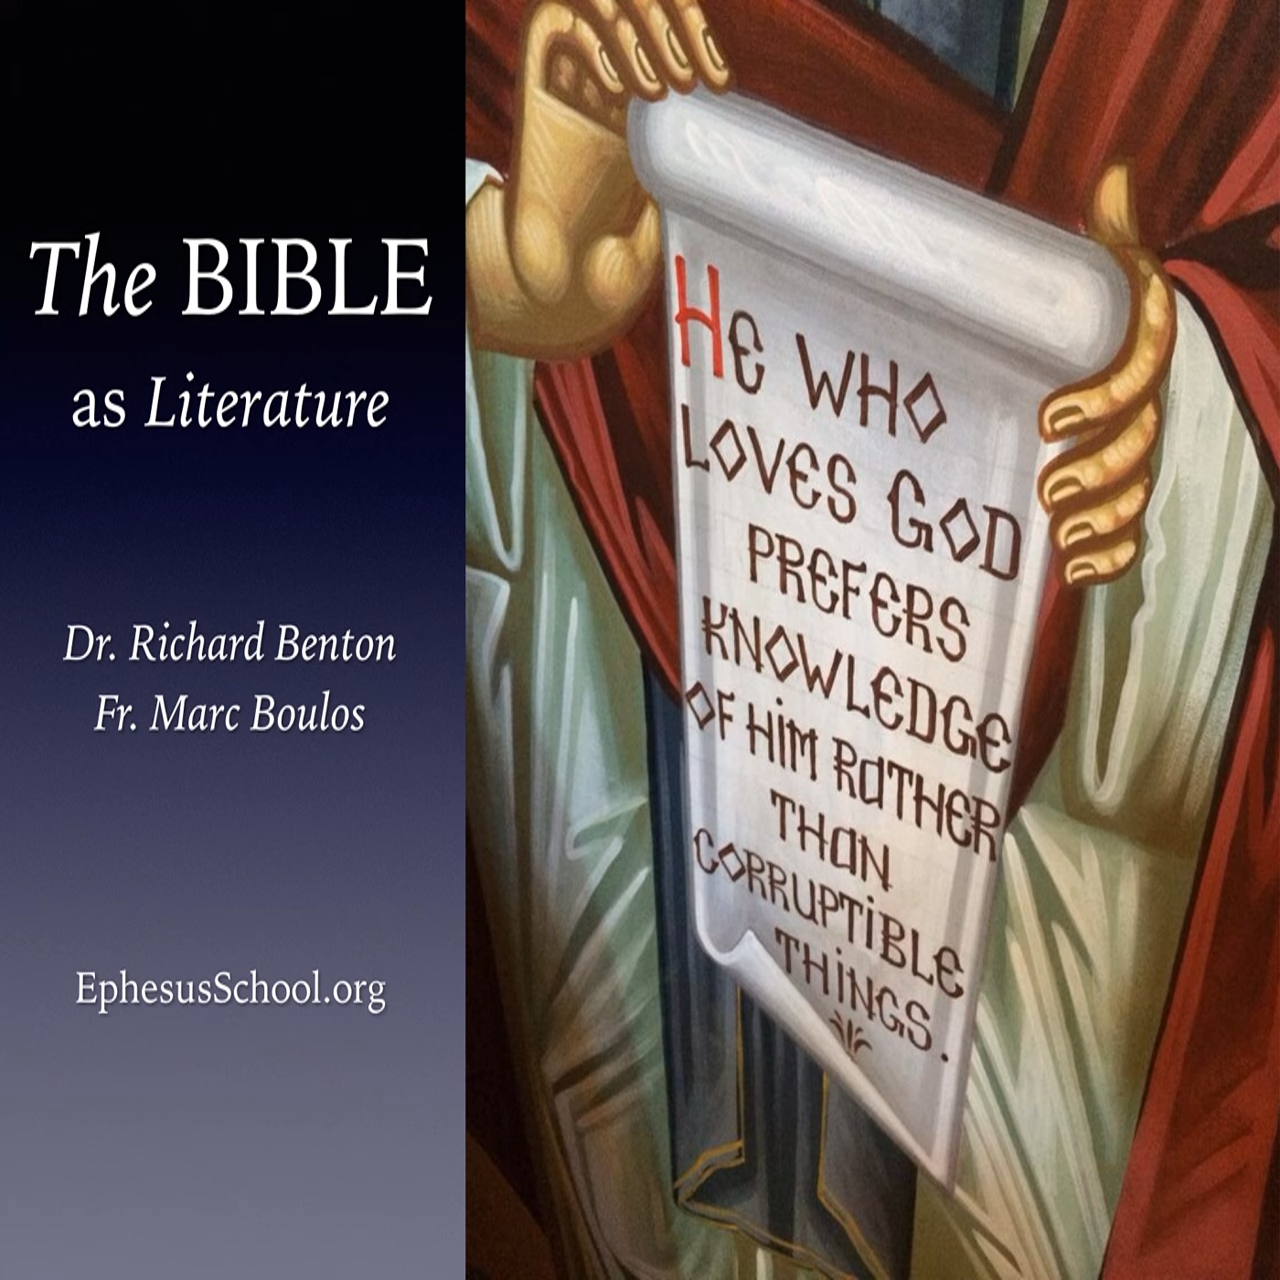 The BIBLE
as Literature
Dr. Richard Benton
Fr. Marc Boulos
EphesusSchool.org
HE WHO
LOVES GOD
PREFERS
KNOWLEDGE
OF HIM RATHER
THAN
CORRUPTIBLE
THINGS.